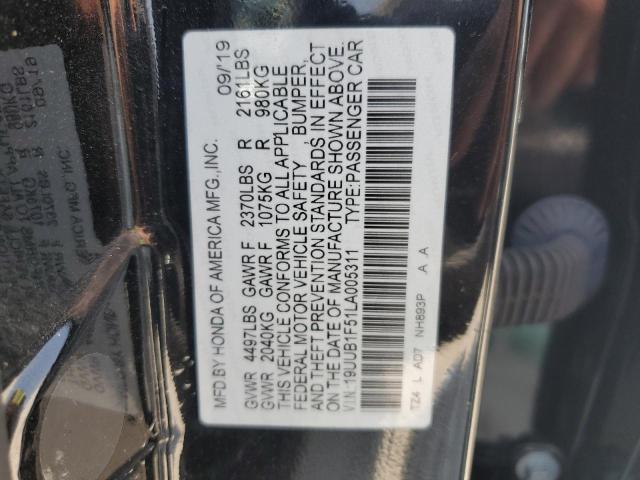 MFD BY HONDA OF AMERICA MFG., INC. 09/19
GVWR 4497LBS GAWR F 2370LBS R 2161LBS
GVWR 2040KG GAWR F 1075KG R 980KG
THIS VEHICLE CONFORMS TO ALL APPLICABLE
FEDERAL MOTOR VEHICLE SAFETY, BUMPER,
AND THEFT PREVENTION STANDARDS IN EFFECT
ON THE DATE OF MANUFACTURE SHOWN ABOVE.
V.I.N.: 19UUB1F51LA005311 TYPE:PASSENGER CAR
TZ4 L AD7 NH893P A A